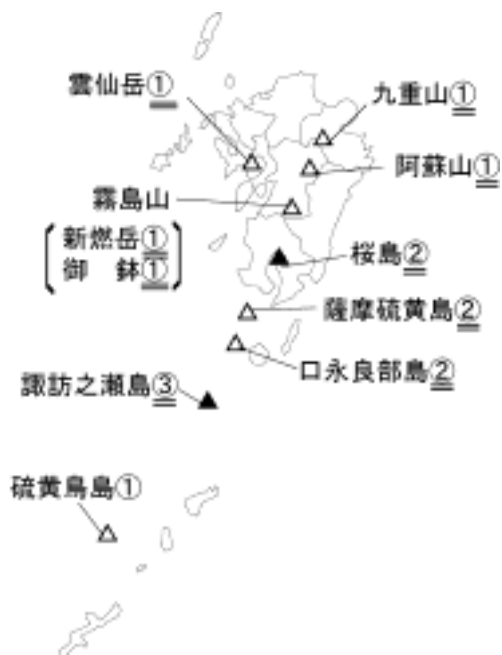 雲仙岳①
九重山①
阿蘇山①
霧島山
新燃岳①
御 鉢①
桜島②
薩摩硫黄島②
口永良部島②
諏訪之瀬島③
硫黄鳥島①